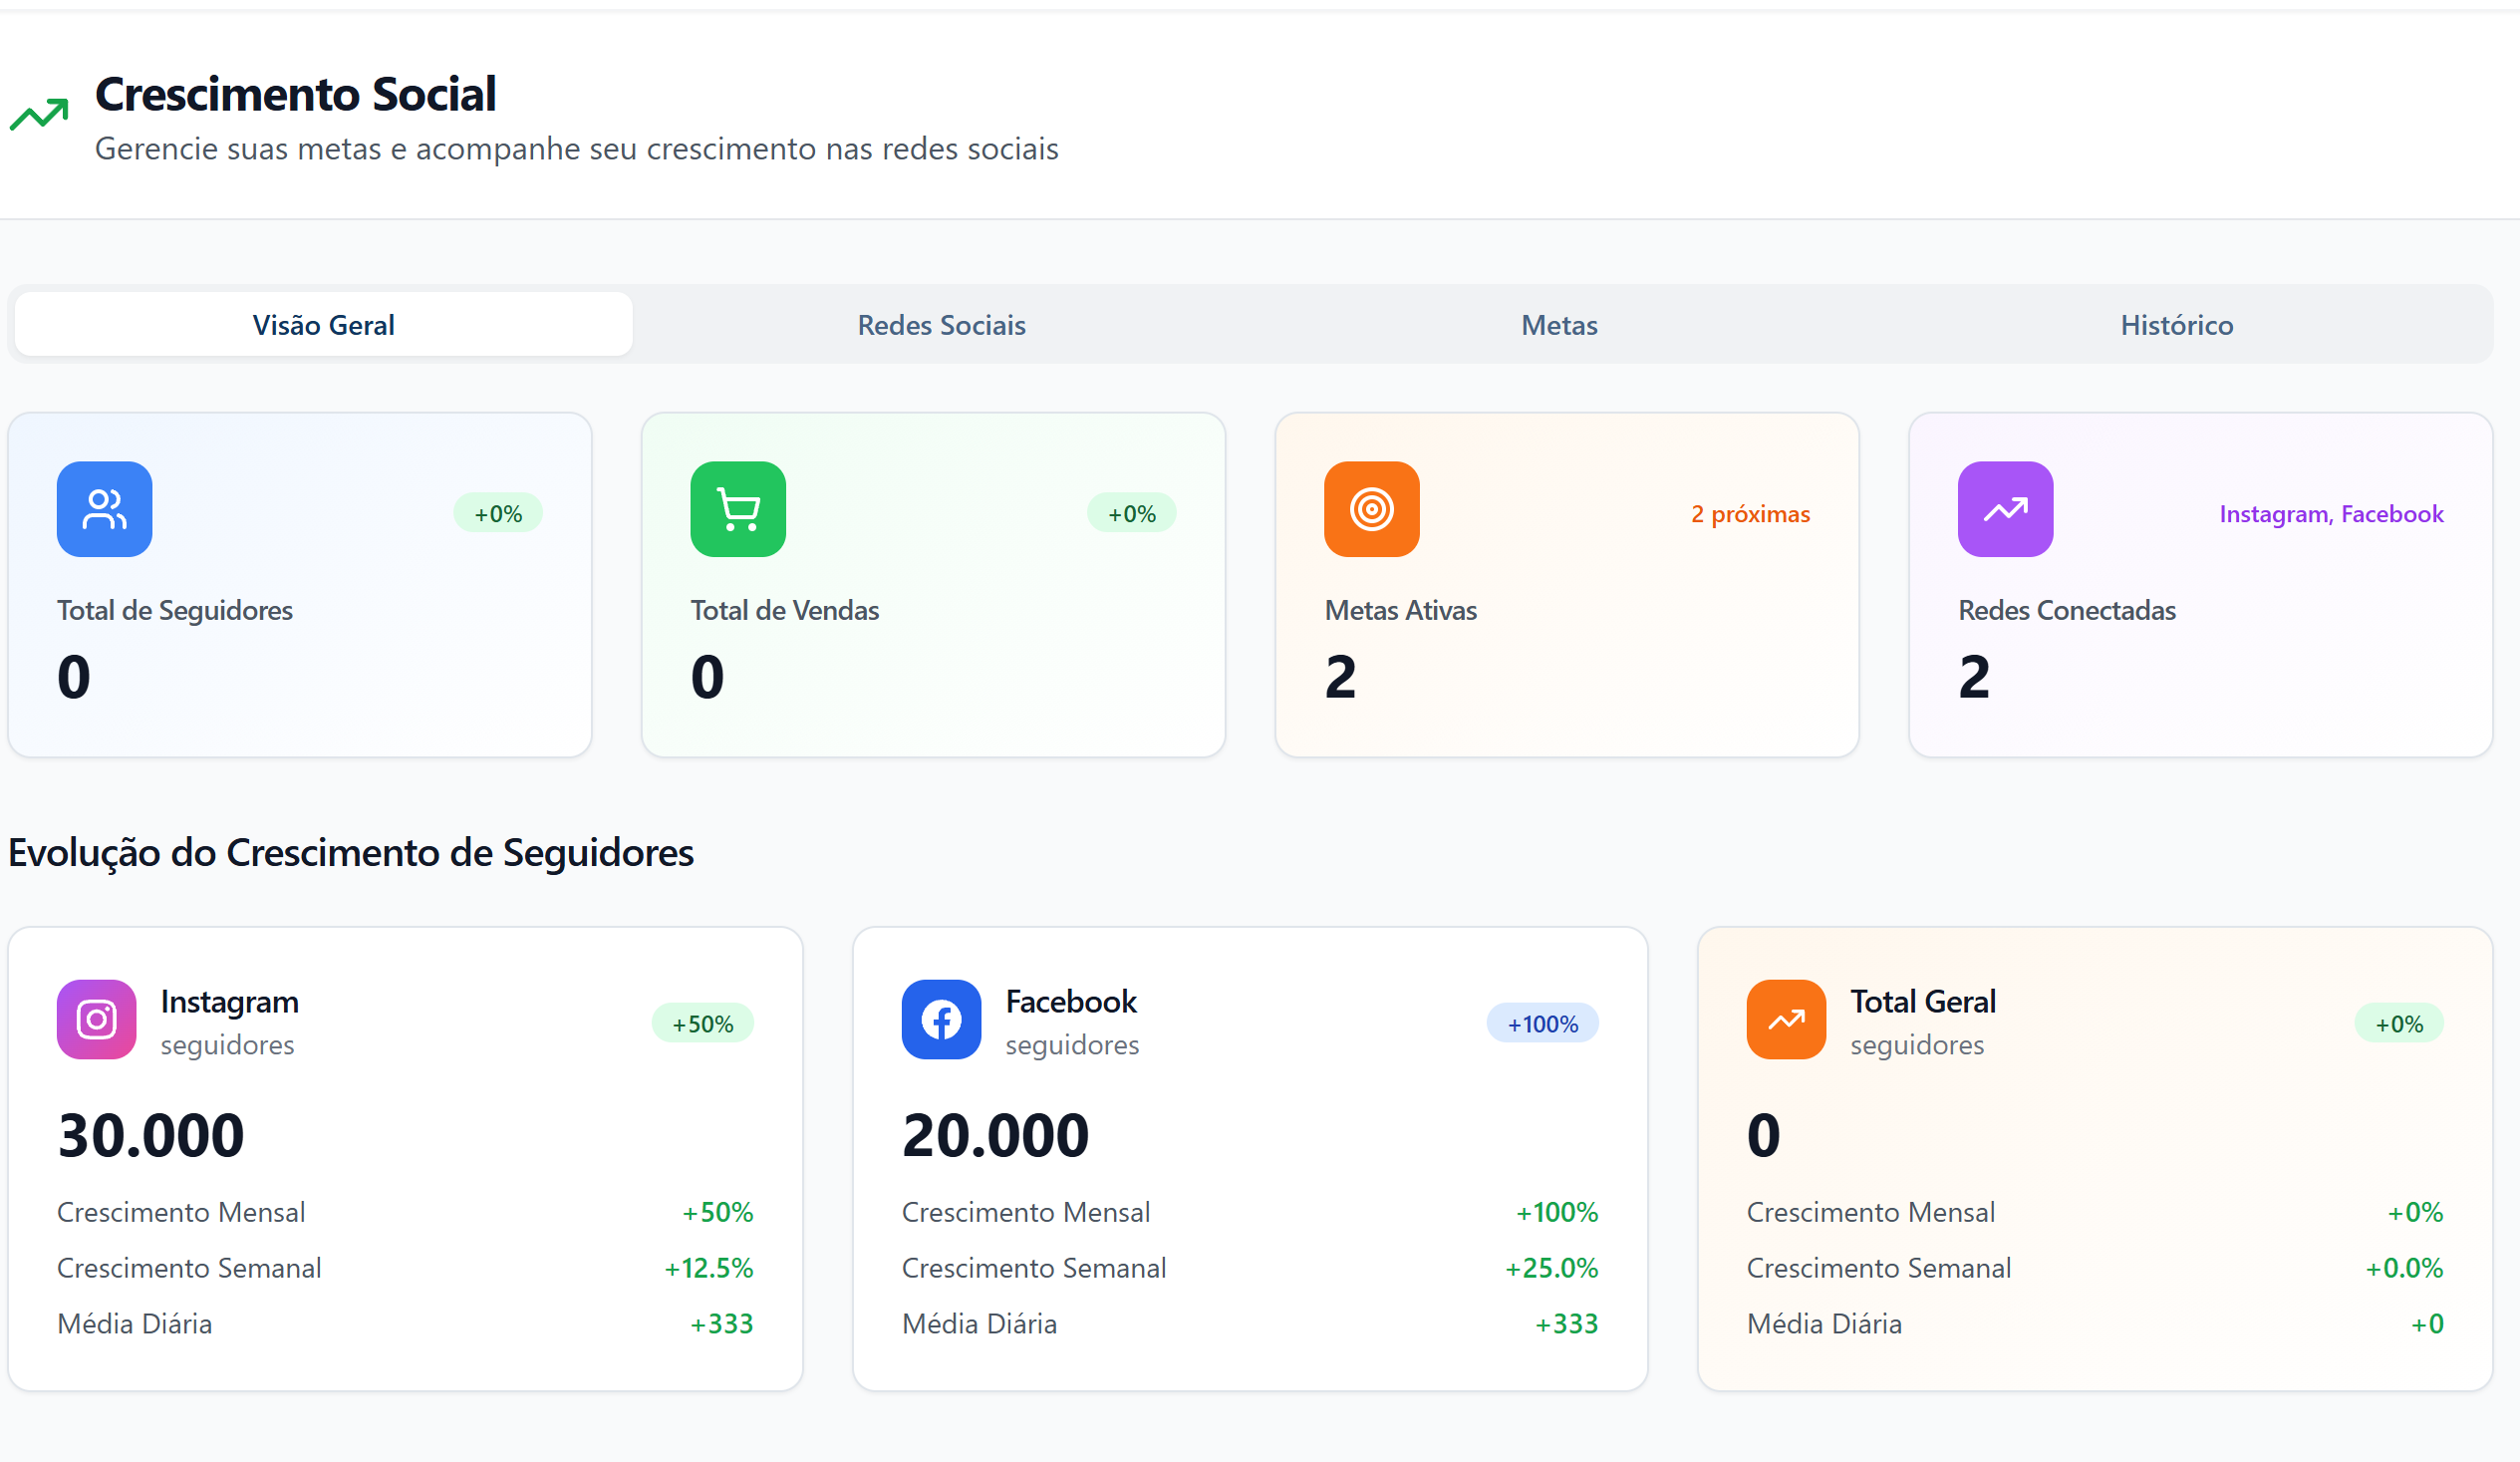 Crescimento Social
Gerencie suas metas e acompanhe seu crescimento nas redes sociais
Visão Geral
Redes Sociais
Metas
Histórico
+0%
Total de Seguidores
0
+0%
Total de Vendas
0
2 próximas
Metas Ativas
2
Instagram, Facebook
Redes Conectadas
2
Evolução do Crescimento de Seguidores
Instagram
seguidores
+50%
30.000
Crescimento Mensal +50%
Crescimento Semanal +12.5%
Média Diária +333
Facebook
seguidores
+100%
20.000
Crescimento Mensal +100%
Crescimento Semanal +25.0%
Média Diária +333
Total Geral
seguidores
+0%
0
Crescimento Mensal +0%
Crescimento Semanal +0.0%
Média Diária +0